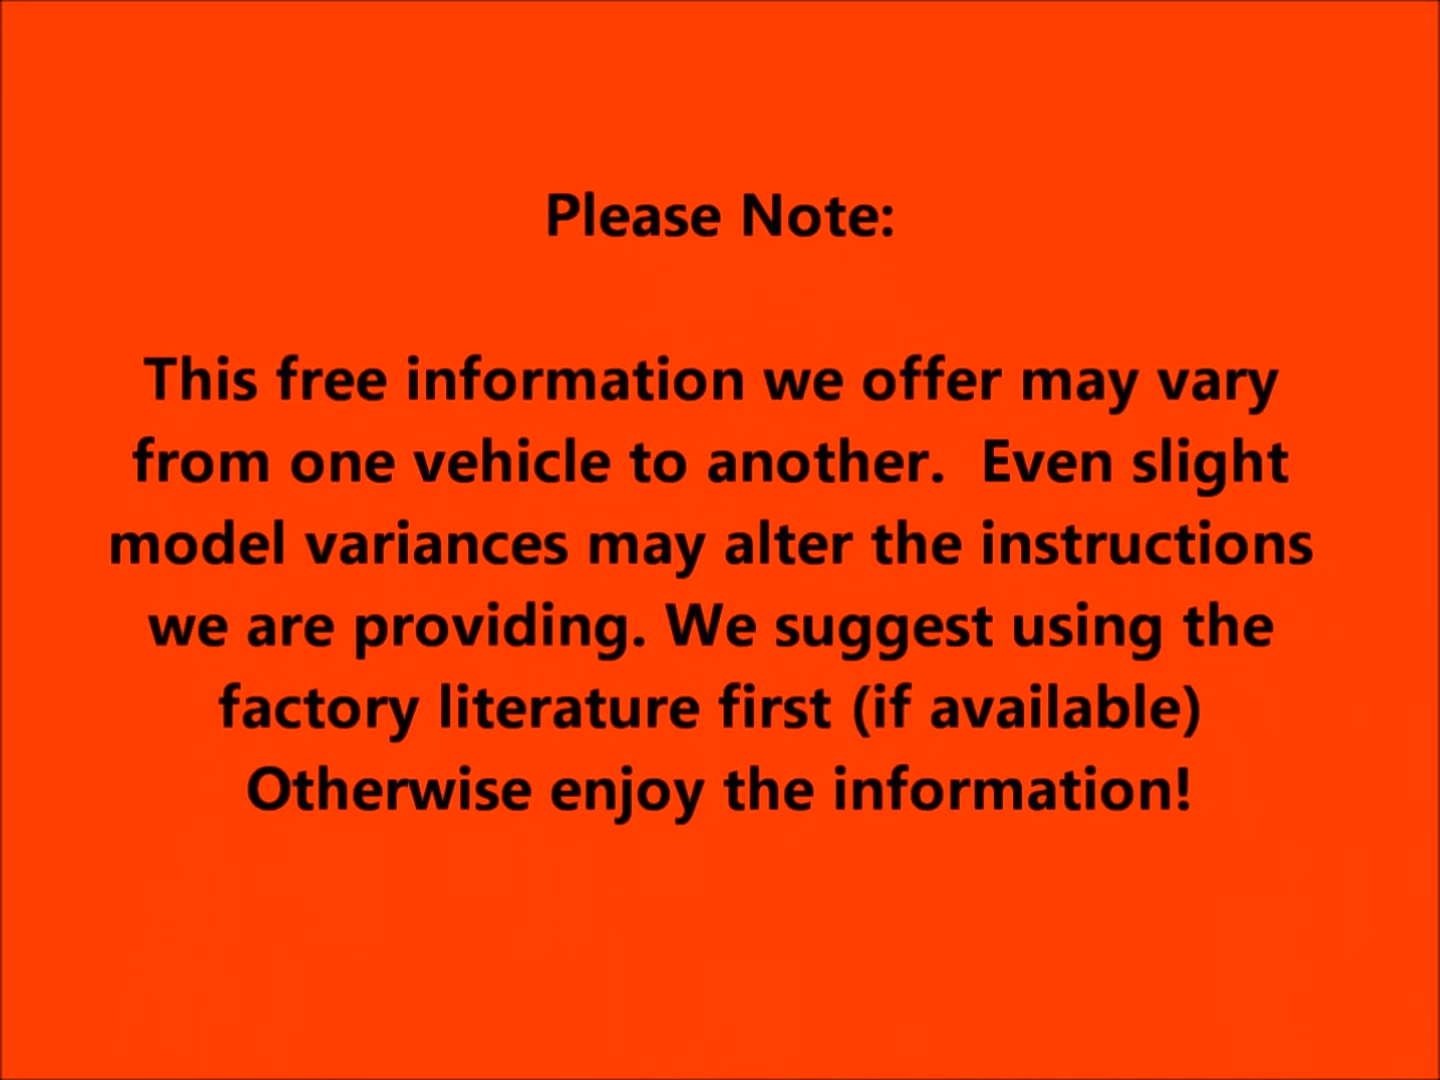 Please Note:
This free information we offer may vary
from one vehicle to another.  Even slight
model variances may alter the instructions
we are providing. We suggest using the
factory literature first (if available)
Otherwise enjoy the information!